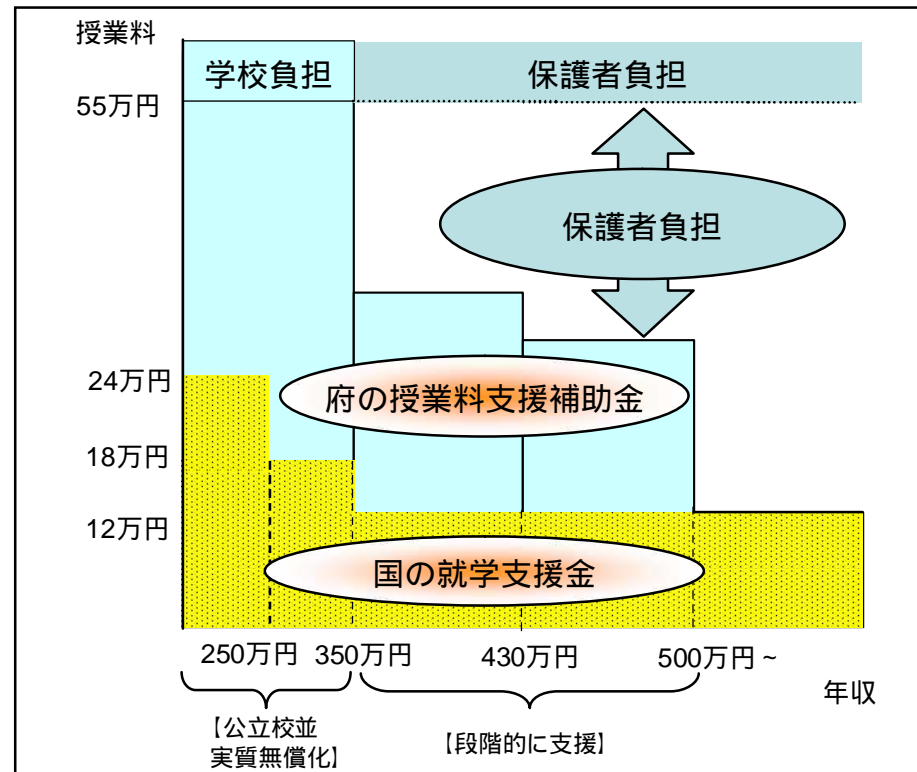 授業料
学校負担
保護者負担
55万円
保護者負担
24万円
府の授業料支援補助金
18万円
12万円
国の就学支援金
250万円
350万円
430万円
500万円～
年収
【公立校並
実質無償化】
【段階的に支援】